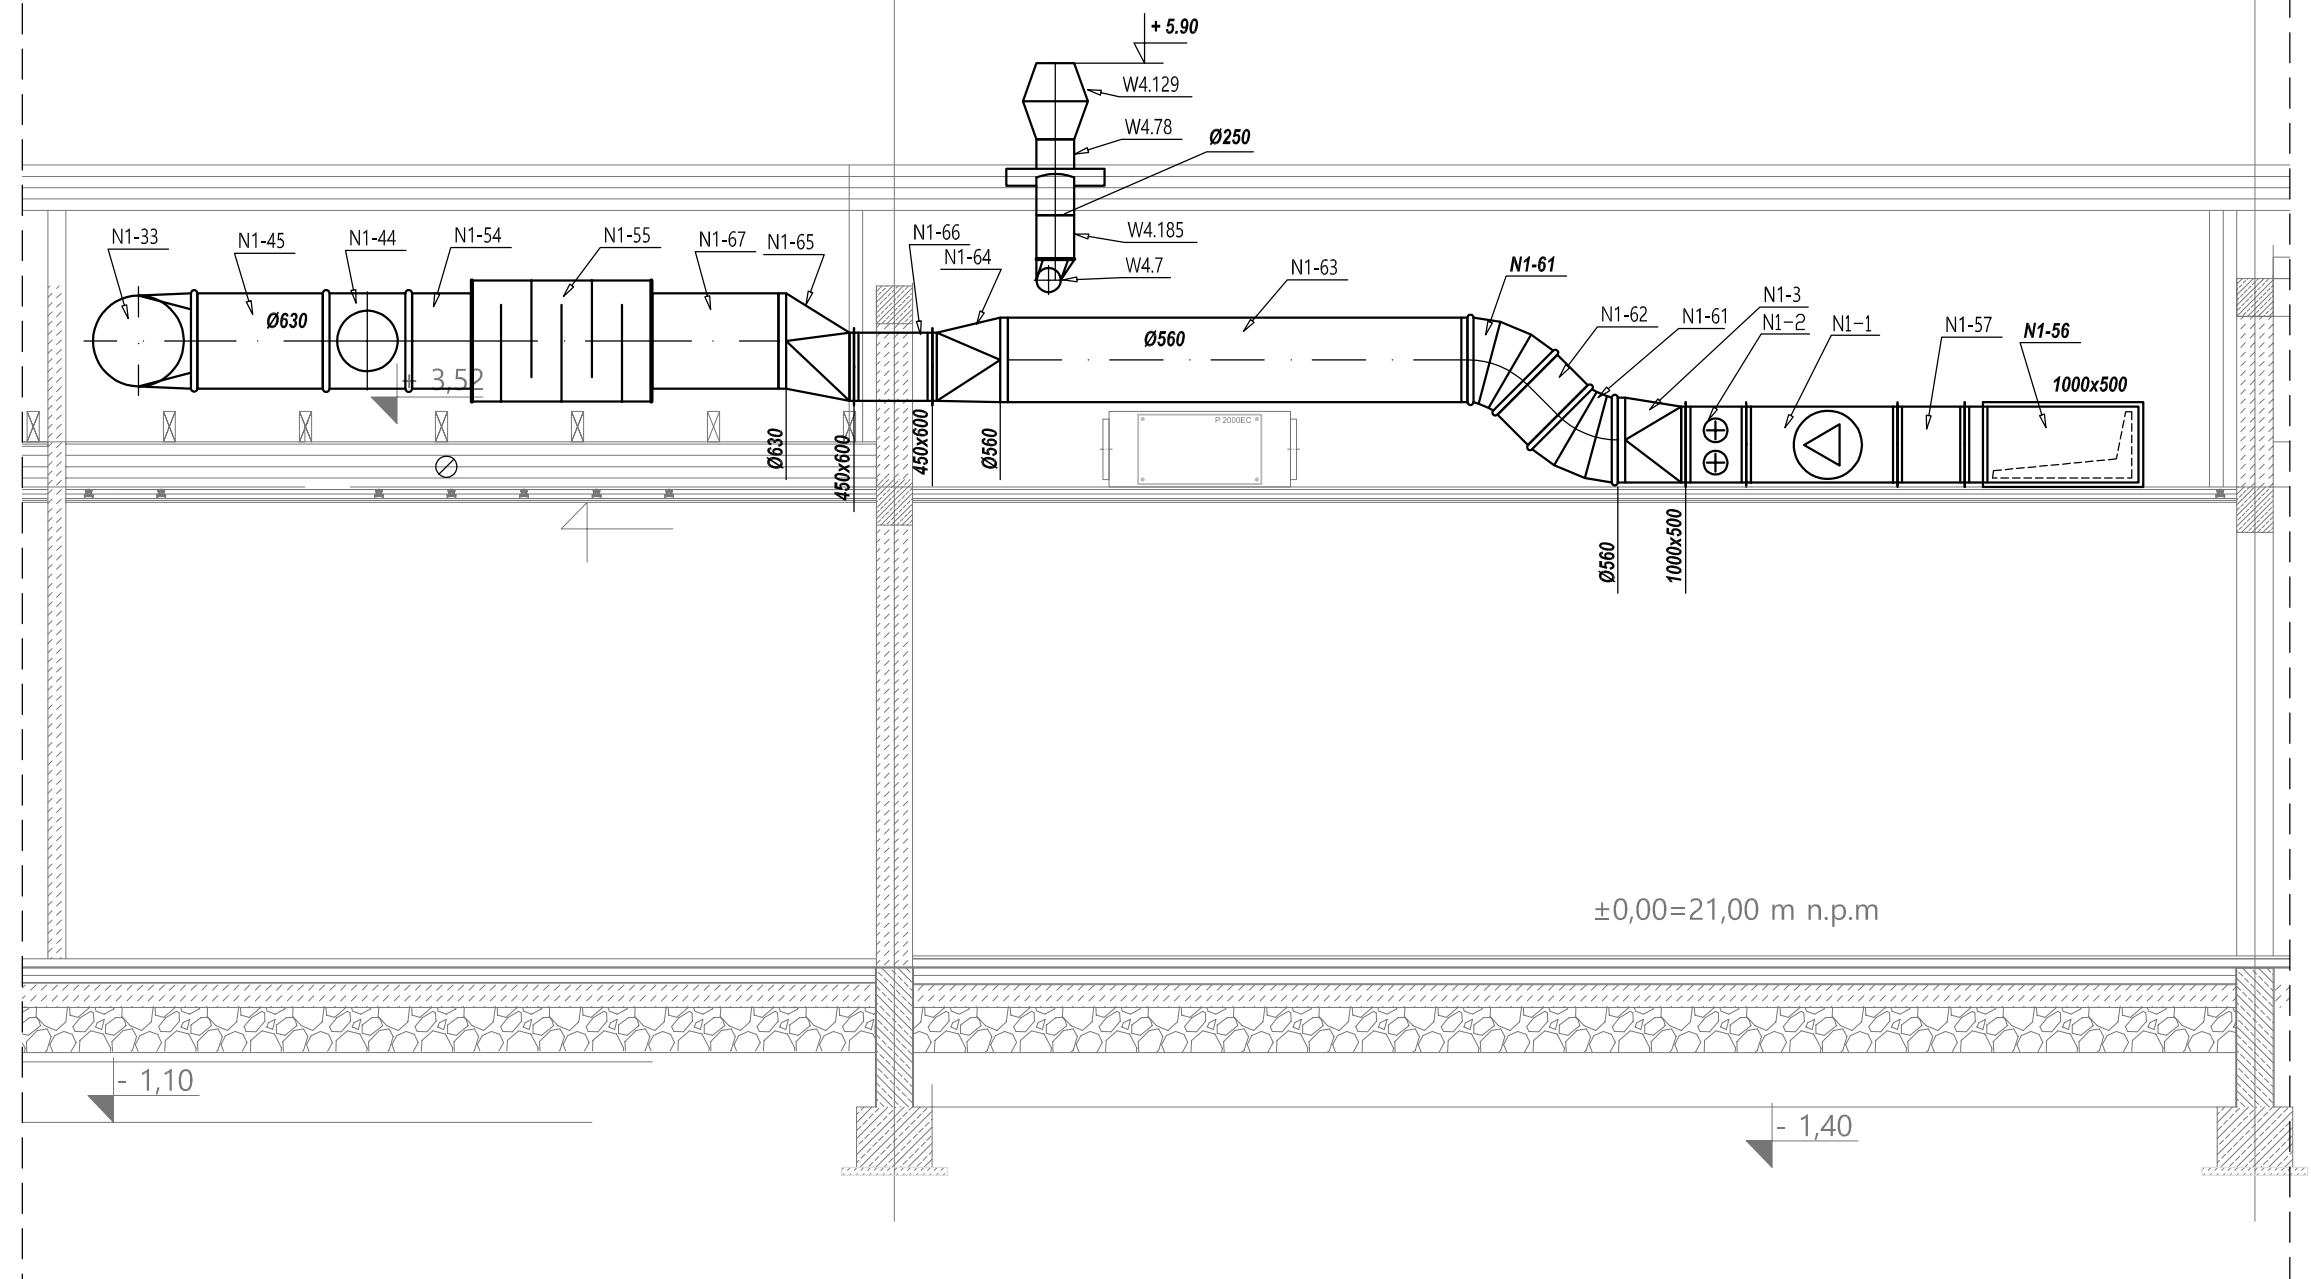 + 5.90
W4.129
W4.78
Ø250
W4.185
W4.7
N1-33
N1-45
N1-44
N1-54
N1-55
N1-67
N1-65
N1-66
N1-64
N1-63
N1-61
N1-62
N1-61
N1-3
N1-2
N1-1
N1-57
N1-56
1000x500
Ø630
Ø560
+ 3,52
P 2000EC
Ø630
450x600
450x600
Ø560
Ø560
1000x500
±0,00=21,00 m n.p.m
- 1,10
- 1,40